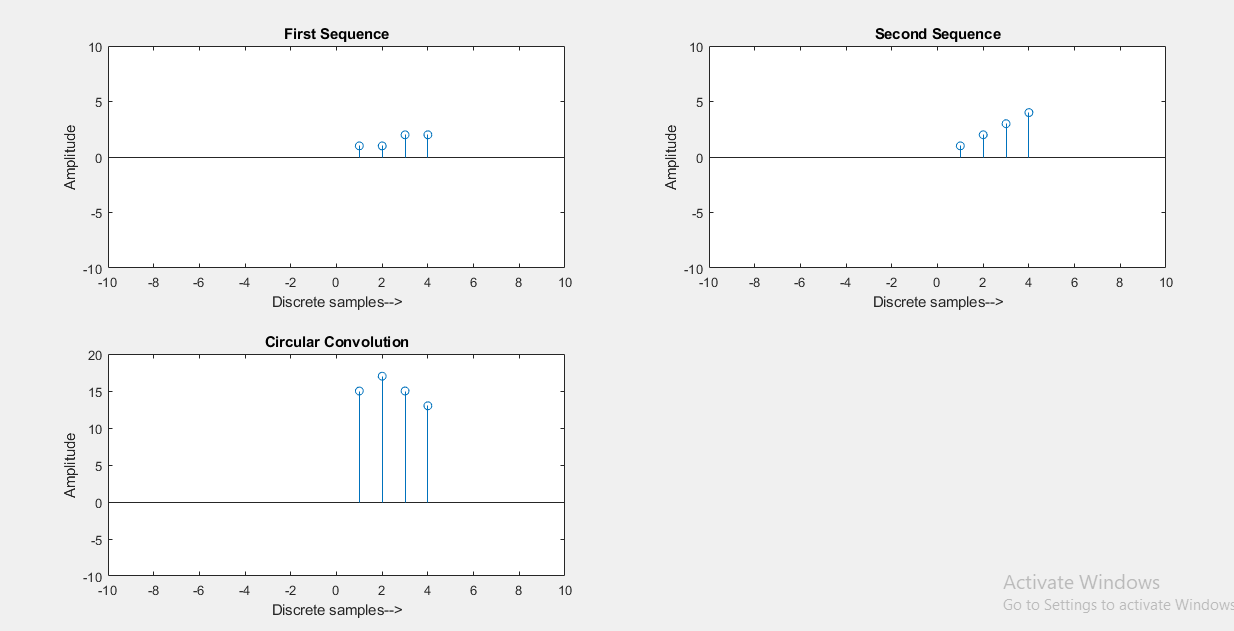 First Sequence
10
5
0
-5
-10
Amplitude
-10 -8 -6 -4 -2 0 2 4 6 8 10
Discrete samples-->
Second Sequence
10
5
0
-5
-10
Amplitude
-10 -8 -6 -4 -2 0 2 4 6 8 10
Discrete samples-->
Circular Convolution
20
15
10
5
0
-5
-10
Amplitude
-10 -8 -6 -4 -2 0 2 4 6 8 10
Discrete samples-->
Activate Windows
Go to Settings to activate Windows